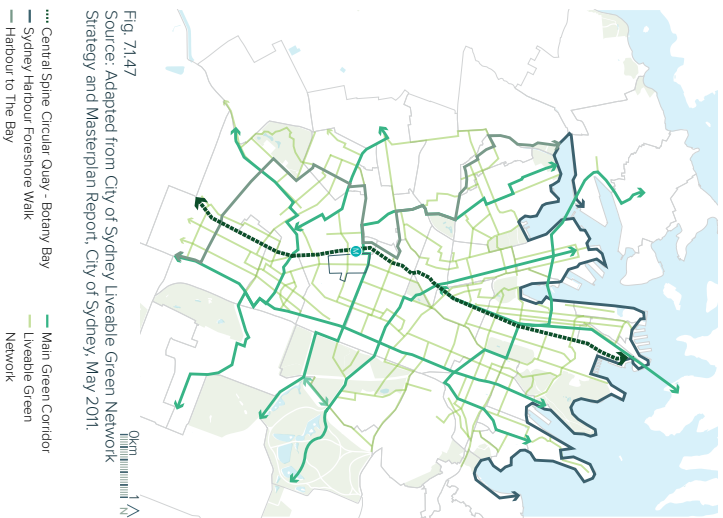 Fig. 7.1.47
Source: Adapted from City of Sydney Liveable Green Network
Strategy and Masterplan Report, City of Sydney, May 2011.
0km 1 N
Central Spine Circular Quay - Botany Bay
Sydney Harbour Foreshore Walk
Harbour to The Bay
Main Green Corridor
Liveable Green
Network